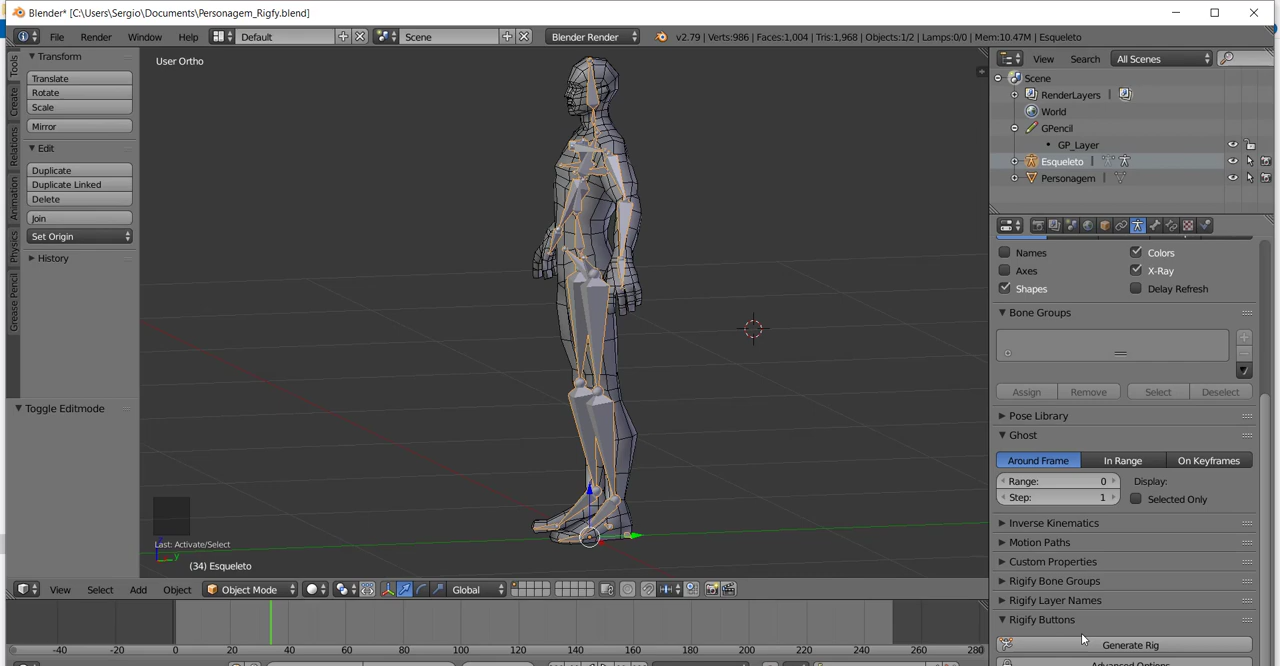 Blender* [C:\Users\Sergio\Documents\Personagem_Rigfy.blend]
File Render Window Help Default Scene Blender Render v2.79 | Verts:986 | Faces:1,004 | Tris:1,968 | Objects:1/2 | Lamps:0/0 | Mem:10.47M | Esqueleto
Tools
Create
Relations
Animation
Physics
Grease Pencil
Transform
Translate
Rotate
Scale
Mirror
Edit
Duplicate
Duplicate Linked
Delete
Join
Set Origin
History
Toggle Editmode
User Ortho
Last: Activate/Select
y
(34) Esqueleto
View Select Add Object Object Mode Global
-40 -20 0 20 40 60 80 100 120 140 160 180 200 220 240 260 280
View Search All Scenes
Scene
RenderLayers
World
GPencil
GP_Layer
Esqueleto
Personagem
Names Colors
Axes X-Ray
Shapes Delay Refresh
Bone Groups
Assign Remove Select Deselect
Pose Library
Ghost
Around Frame In Range On Keyframes
Range: 0 Display:
Step: 1 Selected Only
Inverse Kinematics
Motion Paths
Custom Properties
Rigify Bone Groups
Rigify Layer Names
Rigify Buttons
Generate Rig
Advanced Options